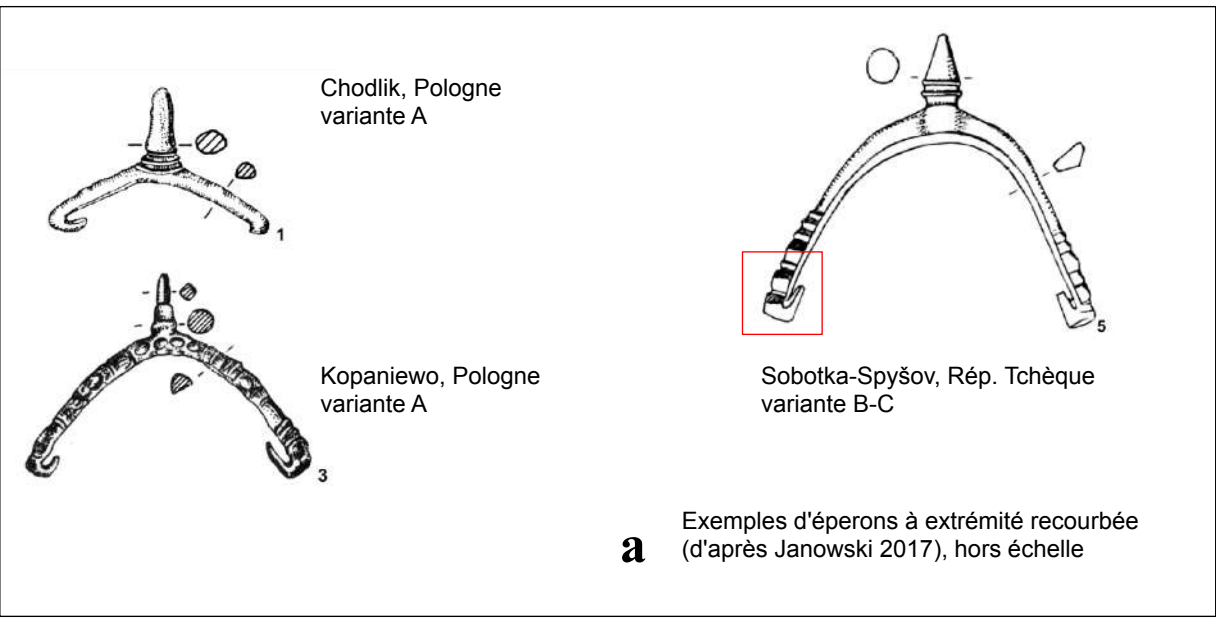 Chodlik, Pologne
variante A
1
Kopaniewo, Pologne
variante A
3
5
Sobotka-Spyšov, Rép. Tchèque
variante B-C
a
Exemples d'éperons à extrémité recourbée
(d'après Janowski 2017), hors échelle